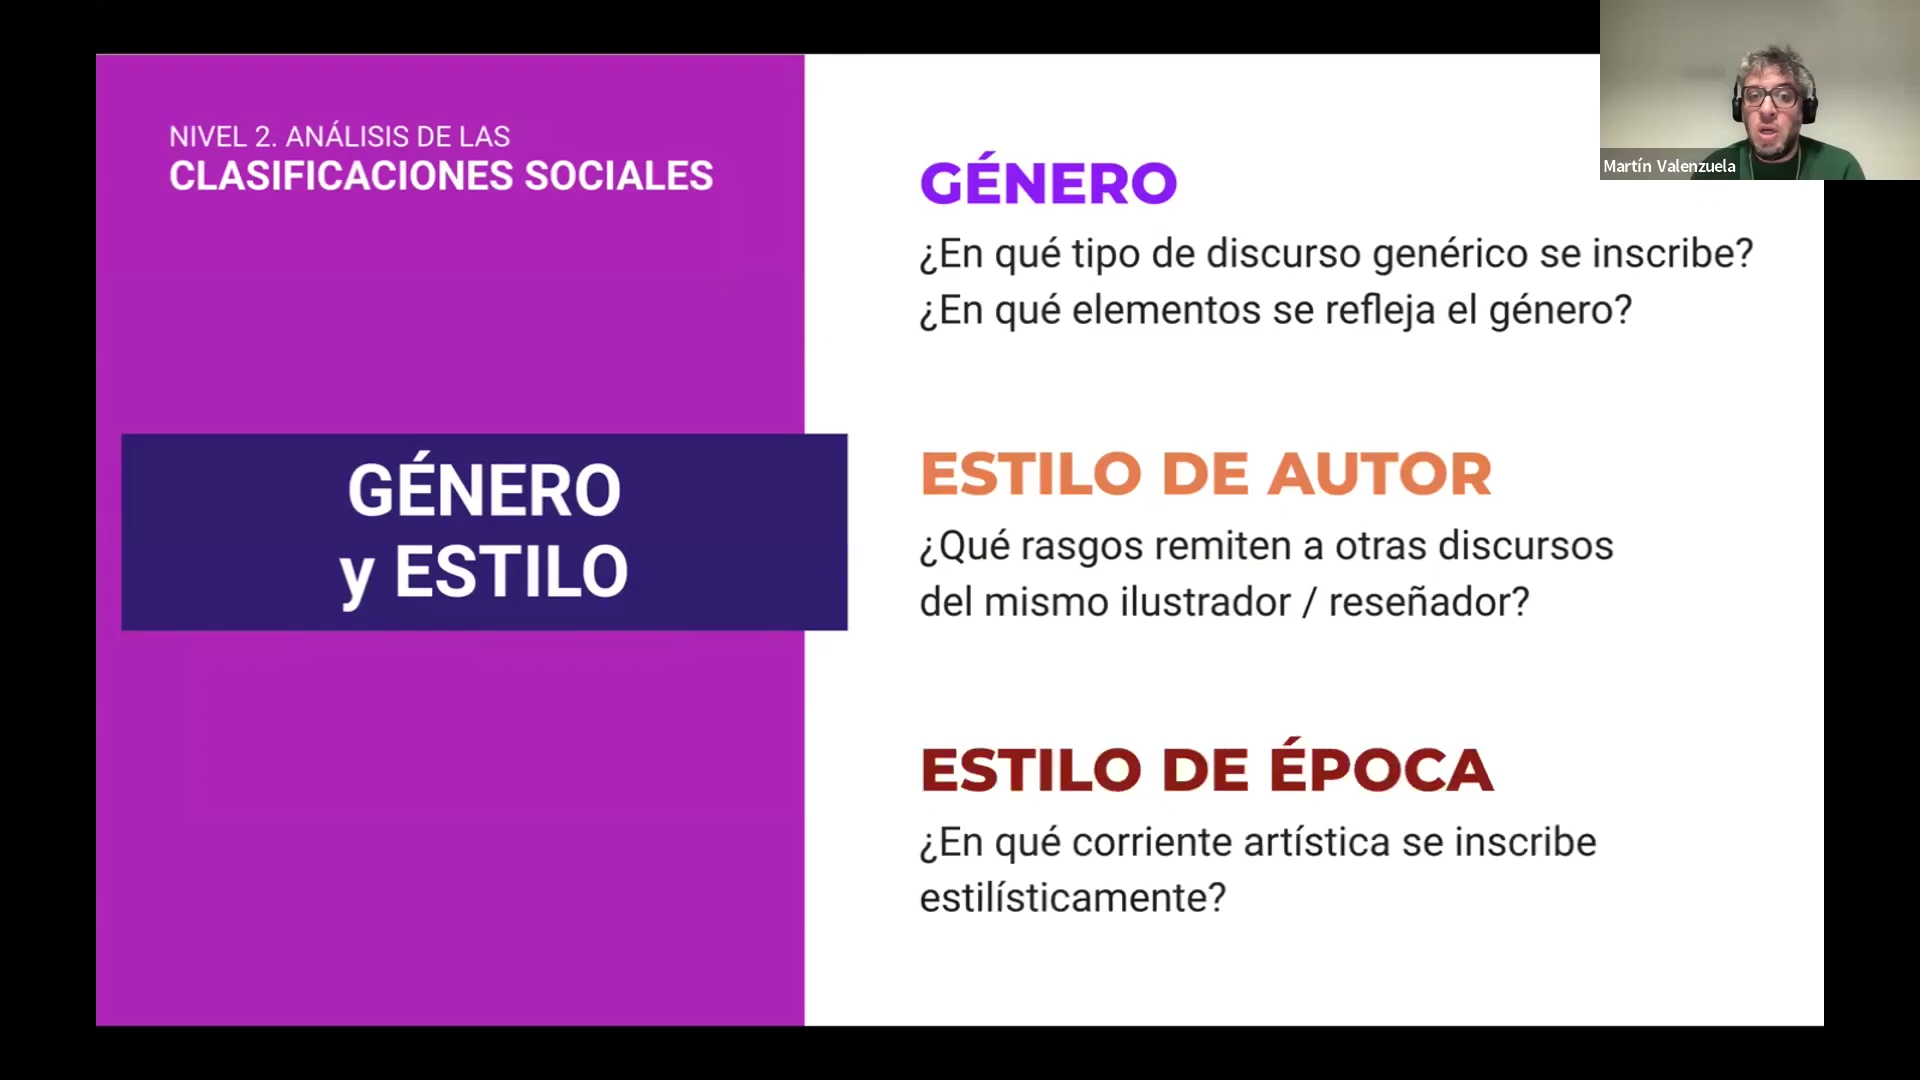 NIVEL 2. ANÁLISIS DE LAS
CLASIFICACIONES SOCIALES
GÉNERO
y ESTILO
GÉNERO
¿En qué tipo de discurso genérico se inscribe?
¿En qué elementos se refleja el género?
ESTILO DE AUTOR
¿Qué rasgos remiten a otras discursos
del mismo ilustrador / reseñador?
ESTILO DE ÉPOCA
¿En qué corriente artística se inscribe
estilísticamente?
Martín Valenzuela